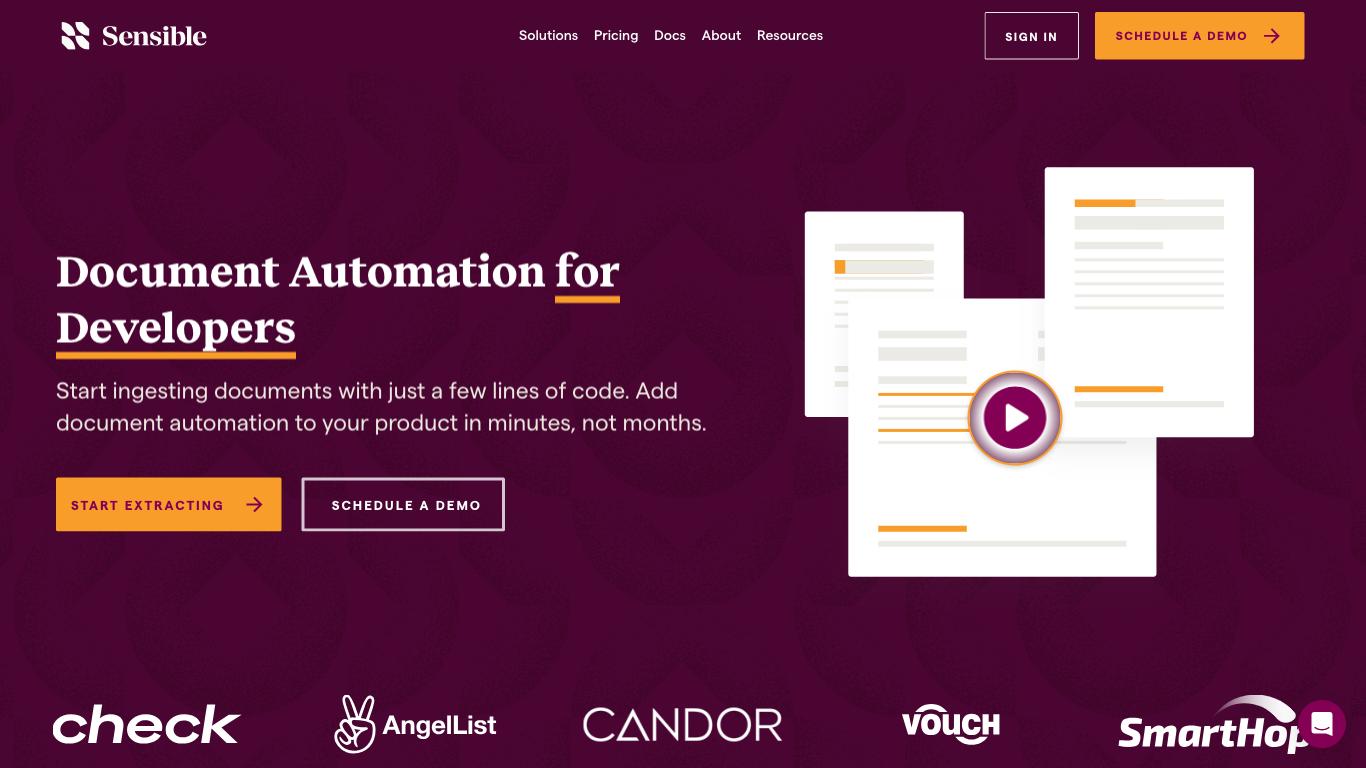 Sensible
Solutions Pricing Docs About Resources
SIGN IN
SCHEDULE A DEMO
Document Automation for
Developers
Start ingesting documents with just a few lines of code. Add
document automation to your product in minutes, not months.
START EXTRACTING
SCHEDULE A DEMO
check
AngelList
CANDOR
VOUCH
SmartHop